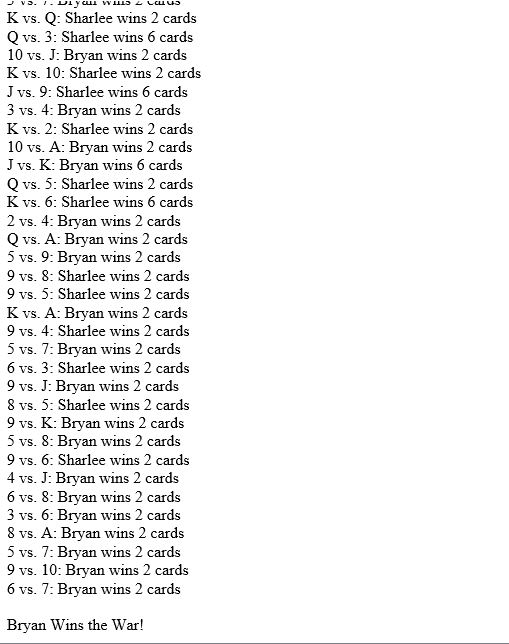 5 vs. 7: Bryan wins 2 cards
K vs. Q: Sharlee wins 2 cards
Q vs. 3: Sharlee wins 6 cards
10 vs. J: Bryan wins 2 cards
K vs. 10: Sharlee wins 2 cards
J vs. 9: Sharlee wins 6 cards
3 vs. 4: Bryan wins 2 cards
K vs. 2: Sharlee wins 2 cards
10 vs. A: Bryan wins 2 cards
J vs. K: Bryan wins 6 cards
Q vs. 5: Sharlee wins 2 cards
K vs. 6: Sharlee wins 6 cards
2 vs. 4: Bryan wins 2 cards
Q vs. A: Bryan wins 2 cards
5 vs. 9: Bryan wins 2 cards
9 vs. 8: Sharlee wins 2 cards
9 vs. 5: Sharlee wins 2 cards
K vs. A: Bryan wins 2 cards
9 vs. 4: Sharlee wins 2 cards
5 vs. 7: Bryan wins 2 cards
6 vs. 3: Sharlee wins 2 cards
9 vs. J: Bryan wins 2 cards
8 vs. 5: Sharlee wins 2 cards
9 vs. K: Bryan wins 2 cards
5 vs. 8: Bryan wins 2 cards
9 vs. 6: Sharlee wins 2 cards
4 vs. J: Bryan wins 2 cards
6 vs. 8: Bryan wins 2 cards
3 vs. 6: Bryan wins 2 cards
8 vs. A: Bryan wins 2 cards
5 vs. 7: Bryan wins 2 cards
9 vs. 10: Bryan wins 2 cards
6 vs. 7: Bryan wins 2 cards
Bryan Wins the War!